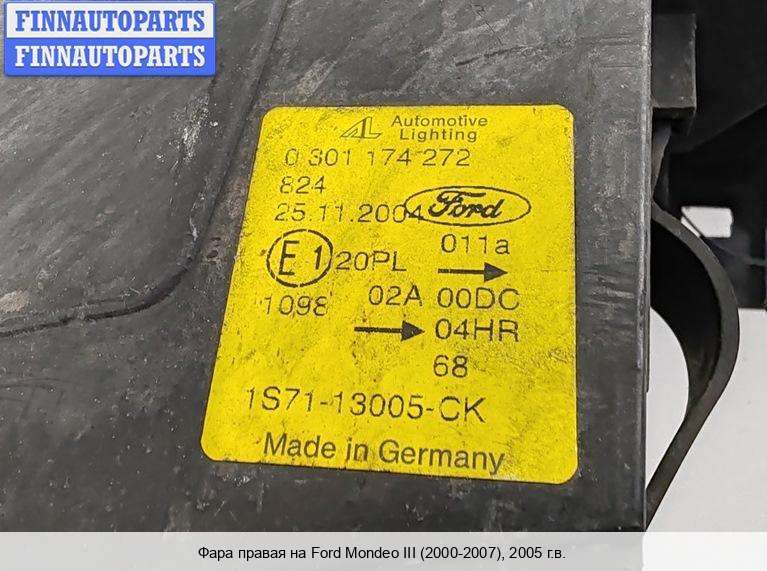 FINNAUTOPARTS
FINNAUTOPARTS
AL Automotive
Lighting
0 301 174 272
824
25.11.2004 Ford
E1 20PL 011a
1098 02A 00DC
04HR
68
1S71-13005-CK
Made in Germany
Фара правая на Ford Mondeo III (2000-2007), 2005 г.в.